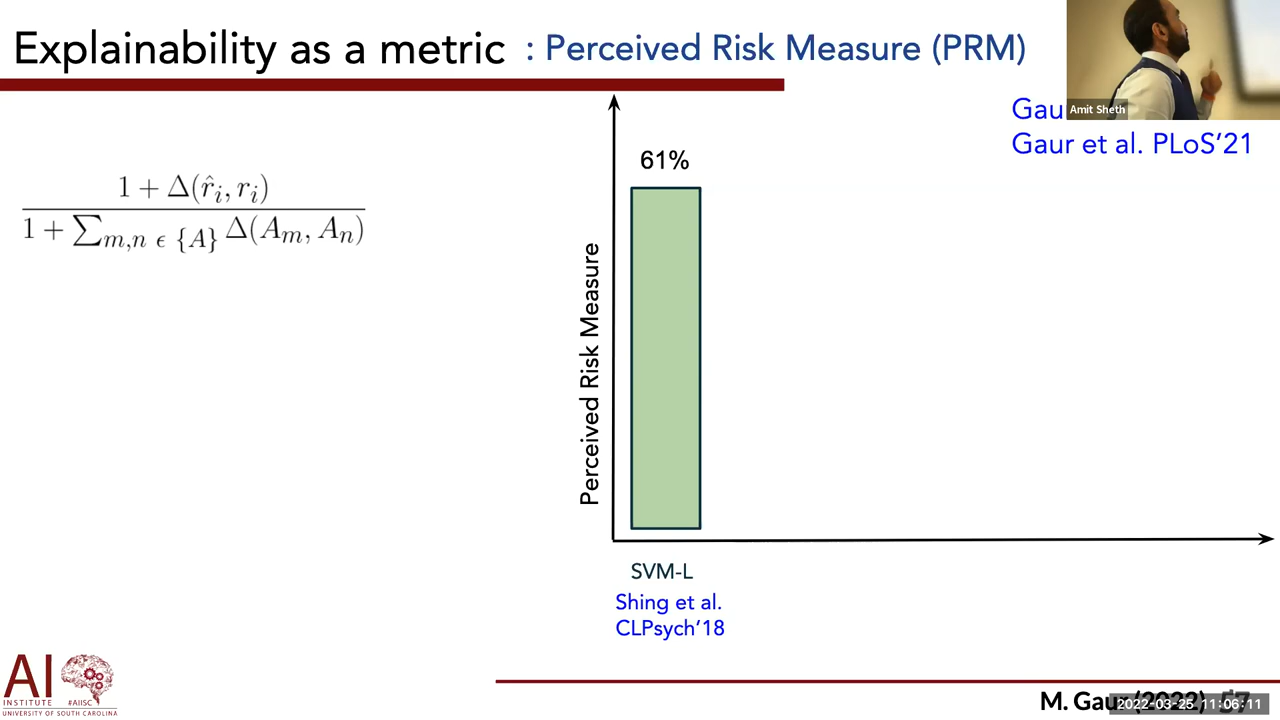 Explainability as a metric : Perceived Risk Measure (PRM)
Amit Sheth
Gau
Gaur et al. PLoS'21
1 + Δ(r̂i, ri)
1 + ∑m,n ϵ {A} Δ(Am, An)
61%
Perceived Risk Measure
SVM-L
Shing et al.
CLPsych'18
AI
INSTITUTE #AIISC
UNIVERSITY OF SOUTH CAROLINA
M. Gaur (2022)
2022-03-25 11:06:11